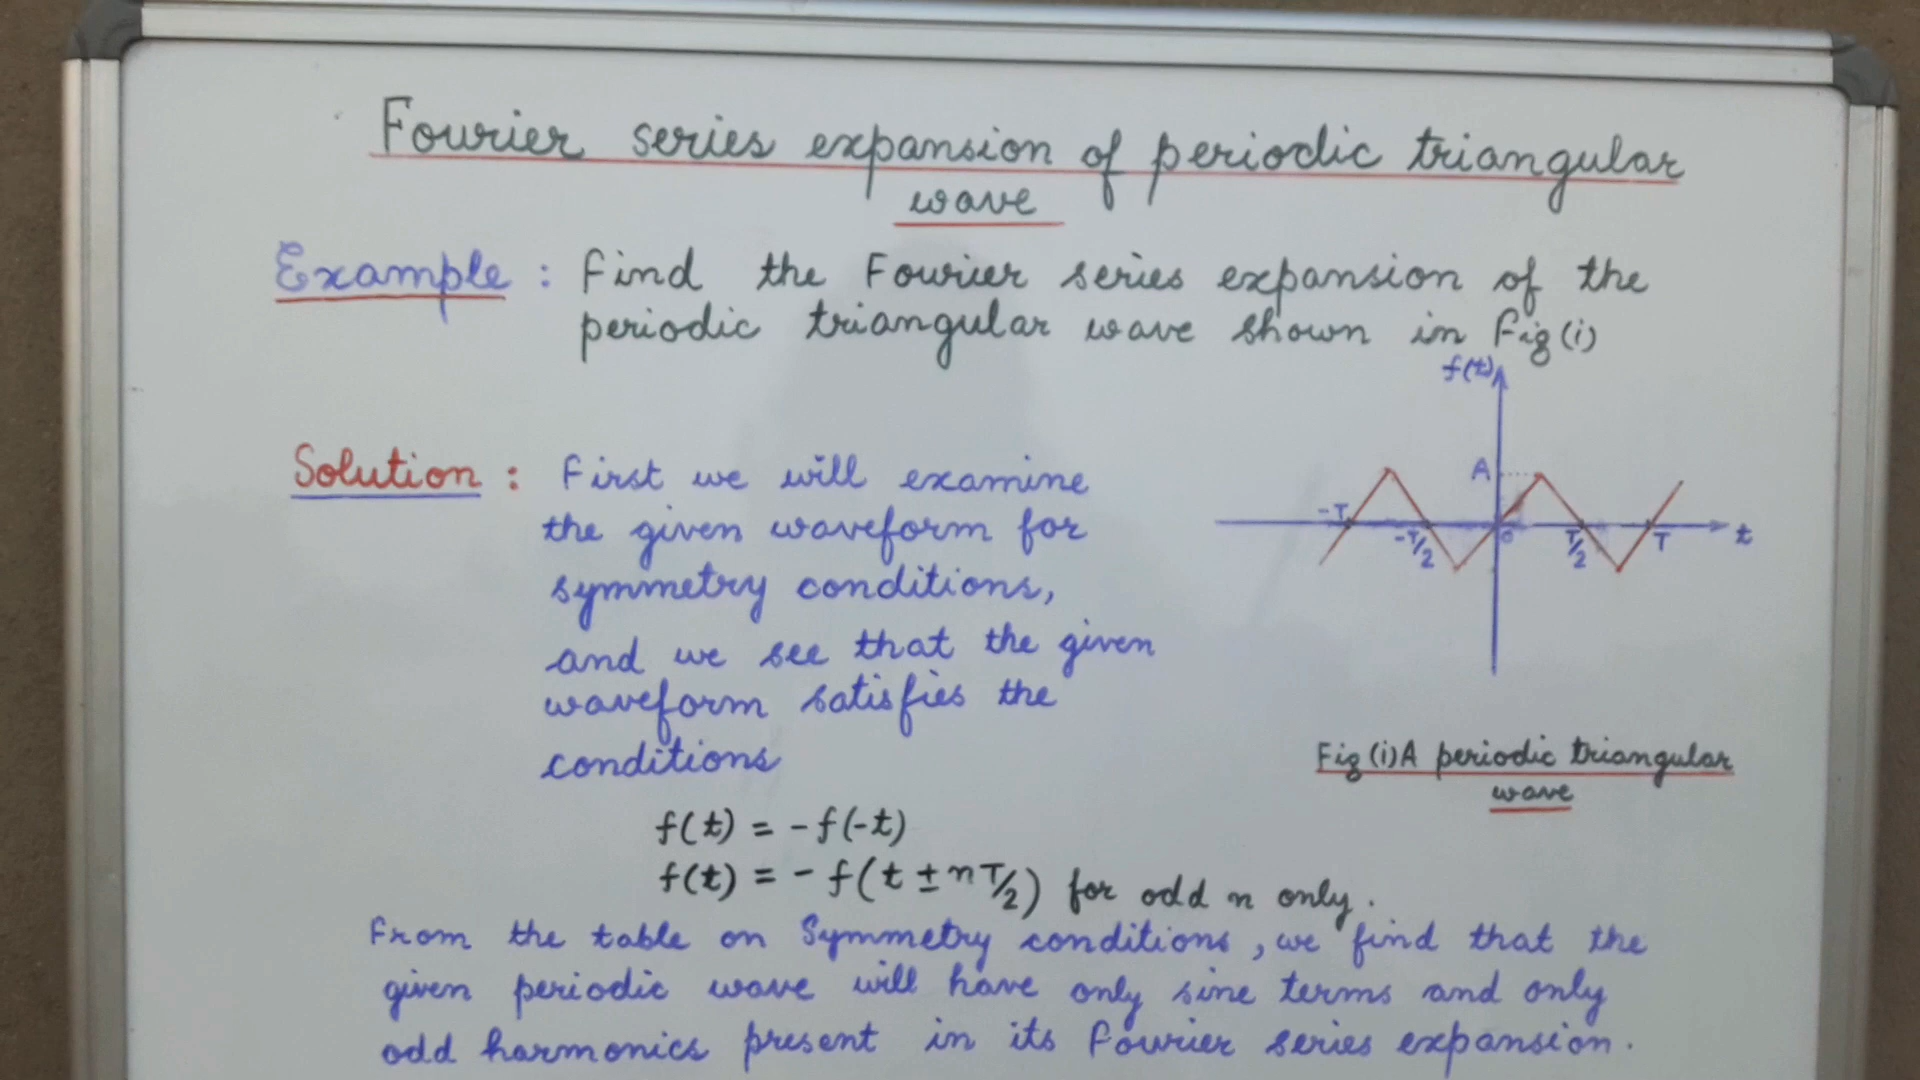 Fourier series expansion of periodic triangular
wave
Example : Find the Fourier series expansion of the
periodic triangular wave shown in Fig (i)
Solution : First we will examine
the given waveform for
symmetry conditions,
and we see that the given
waveform satisfies the
conditions
f(t)
A
-T
-T/2
0
T/2
T
t
Fig (i) A periodic triangular
wave
f(t) = -f(-t)
f(t) = - f(t ± nT/2) for odd n only.
From the table on Symmetry conditions, we find that the
given periodic wave will have only sine terms and only
odd harmonics present in its Fourier series expansion.